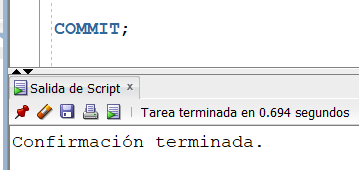 COMMIT;
Salida de Script x
Tarea terminada en 0.694 segundos
Confirmación terminada.